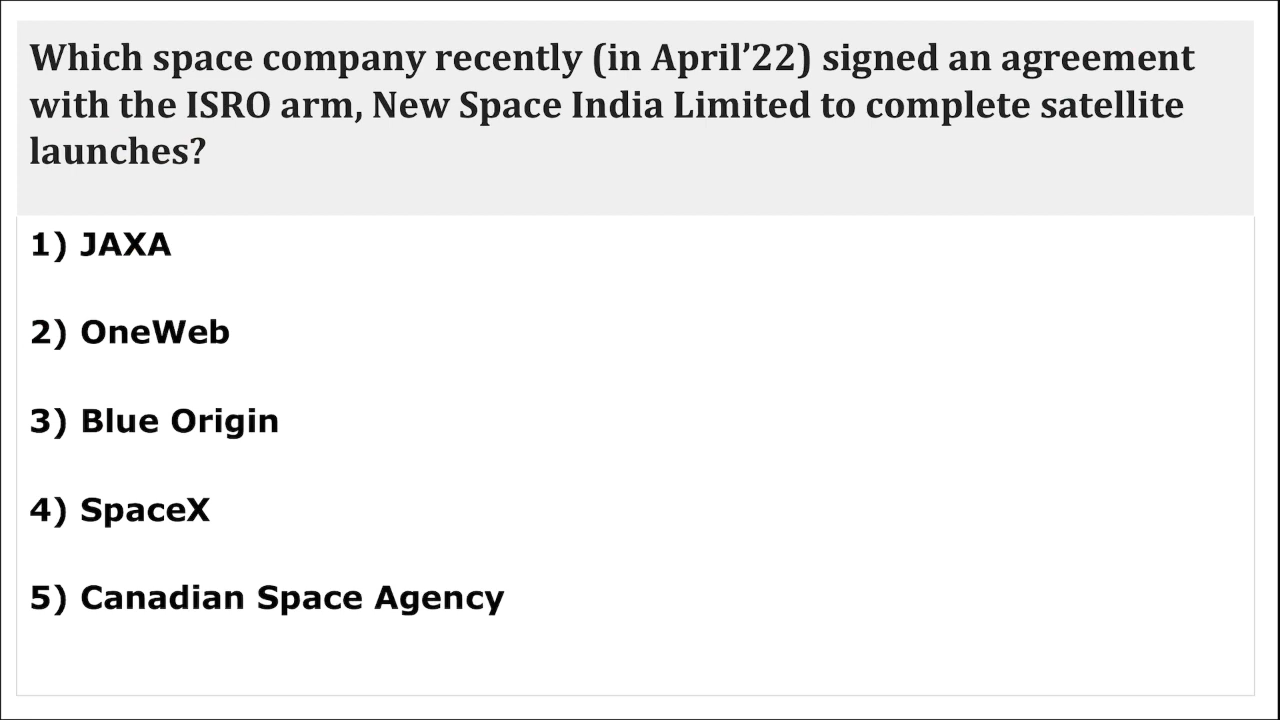 Which space company recently (in April’22) signed an agreement
with the ISRO arm, New Space India Limited to complete satellite
launches?
1) JAXA
2) OneWeb
3) Blue Origin
4) SpaceX
5) Canadian Space Agency